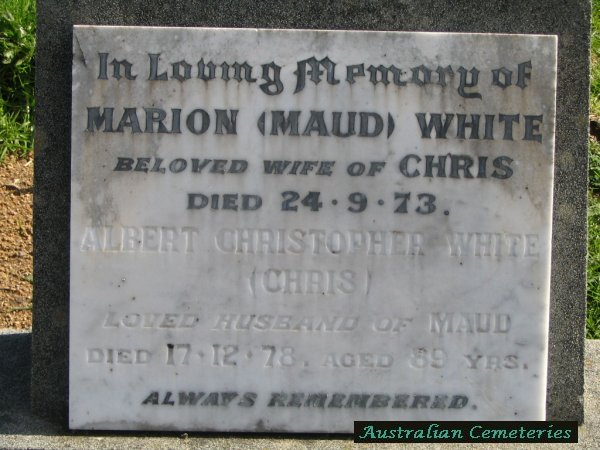 In Loving Memory of
MARION (MAUD) WHITE
BELOVED WIFE OF CHRIS
DIED 24·9·73.
ALBERT CHRISTOPHER WHITE
(CHRIS)
LOVED HUSBAND OF MAUD
DIED 17·12·78. AGED 89 YRS.
ALWAYS REMEMBERED.
Australian Cemeteries